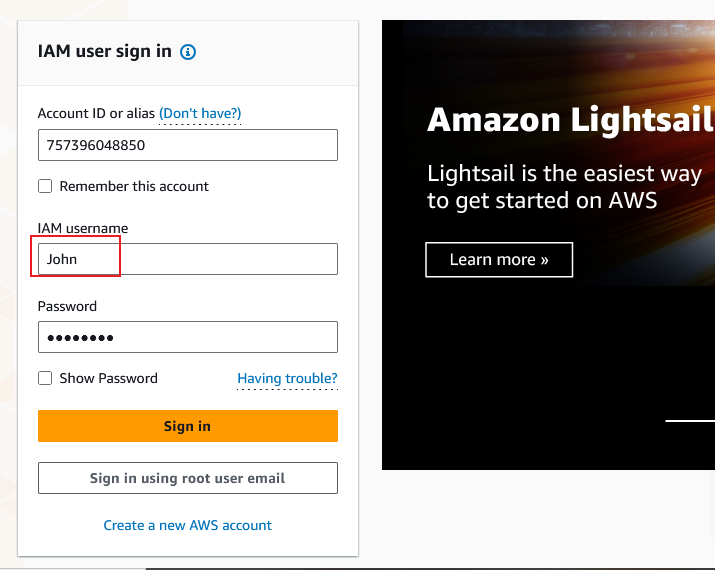 IAM user sign in
Account ID or alias (Don't have?)
757396048850
Remember this account
IAM username
John
Password
••••••••
Show Password
Having trouble?
Sign in
Sign in using root user email
Create a new AWS account
Amazon Lightsail
Lightsail is the easiest way
to get started on AWS
Learn more »